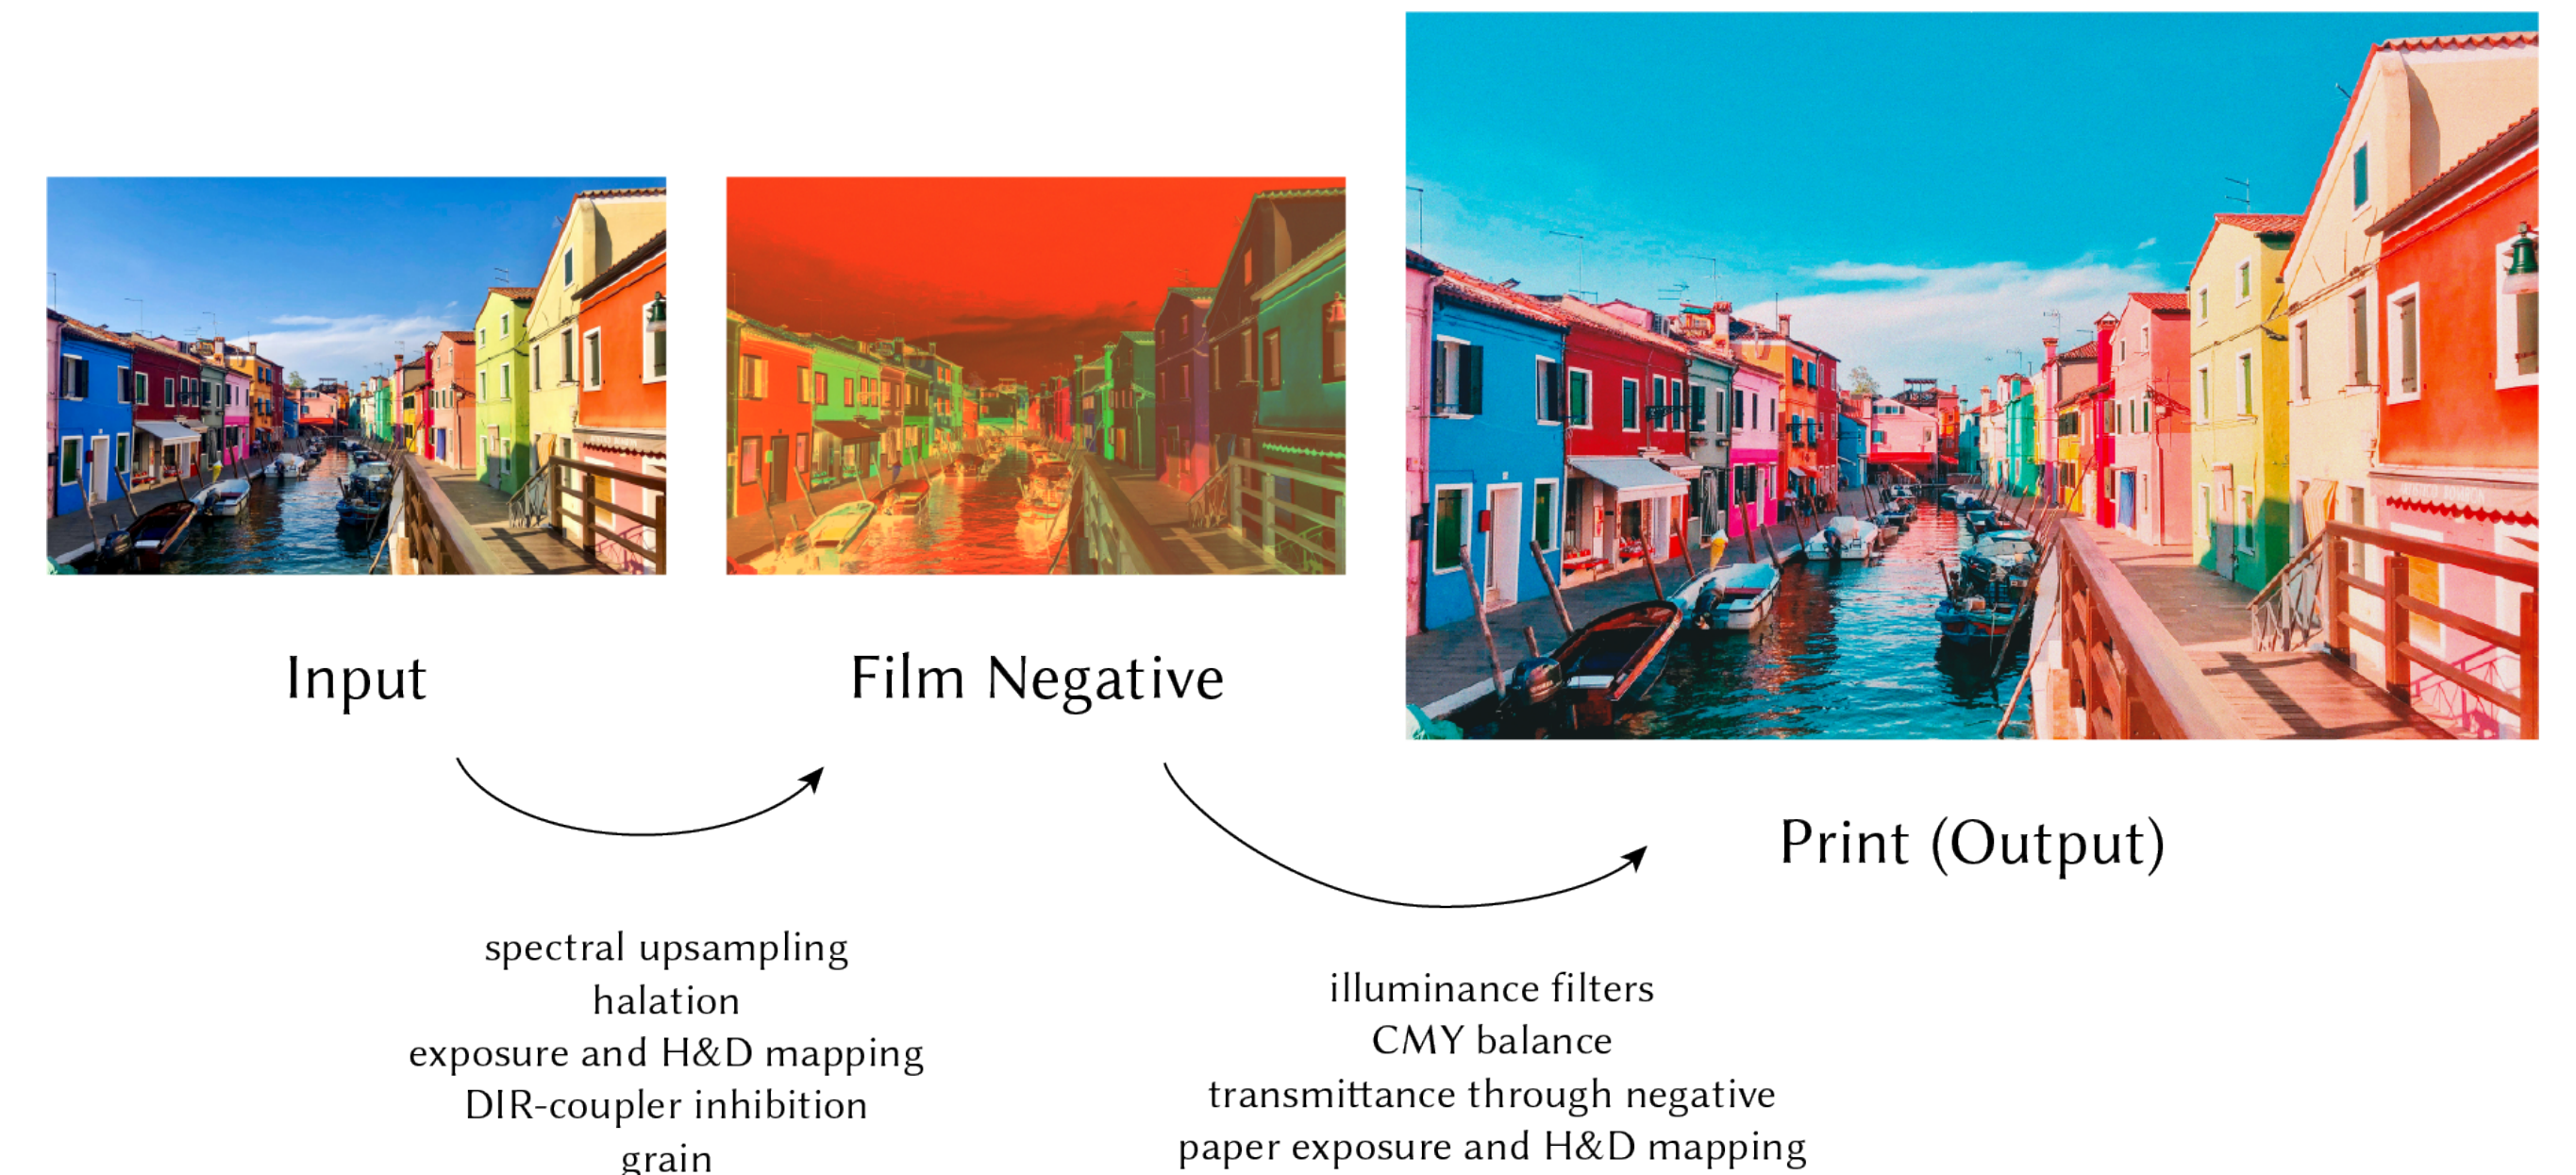 Input
Film Negative
Print (Output)
spectral upsampling
halation
exposure and H&D mapping
DIR-coupler inhibition
grain
illuminance filters
CMY balance
transmittance through negative
paper exposure and H&D mapping